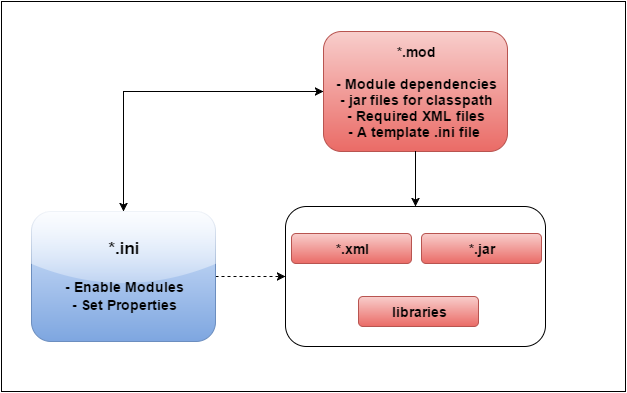 *.mod
- Module dependencies
- jar files for classpath
- Required XML files
- A template .ini file
*.ini
- Enable Modules
- Set Properties
*.xml
*.jar
libraries